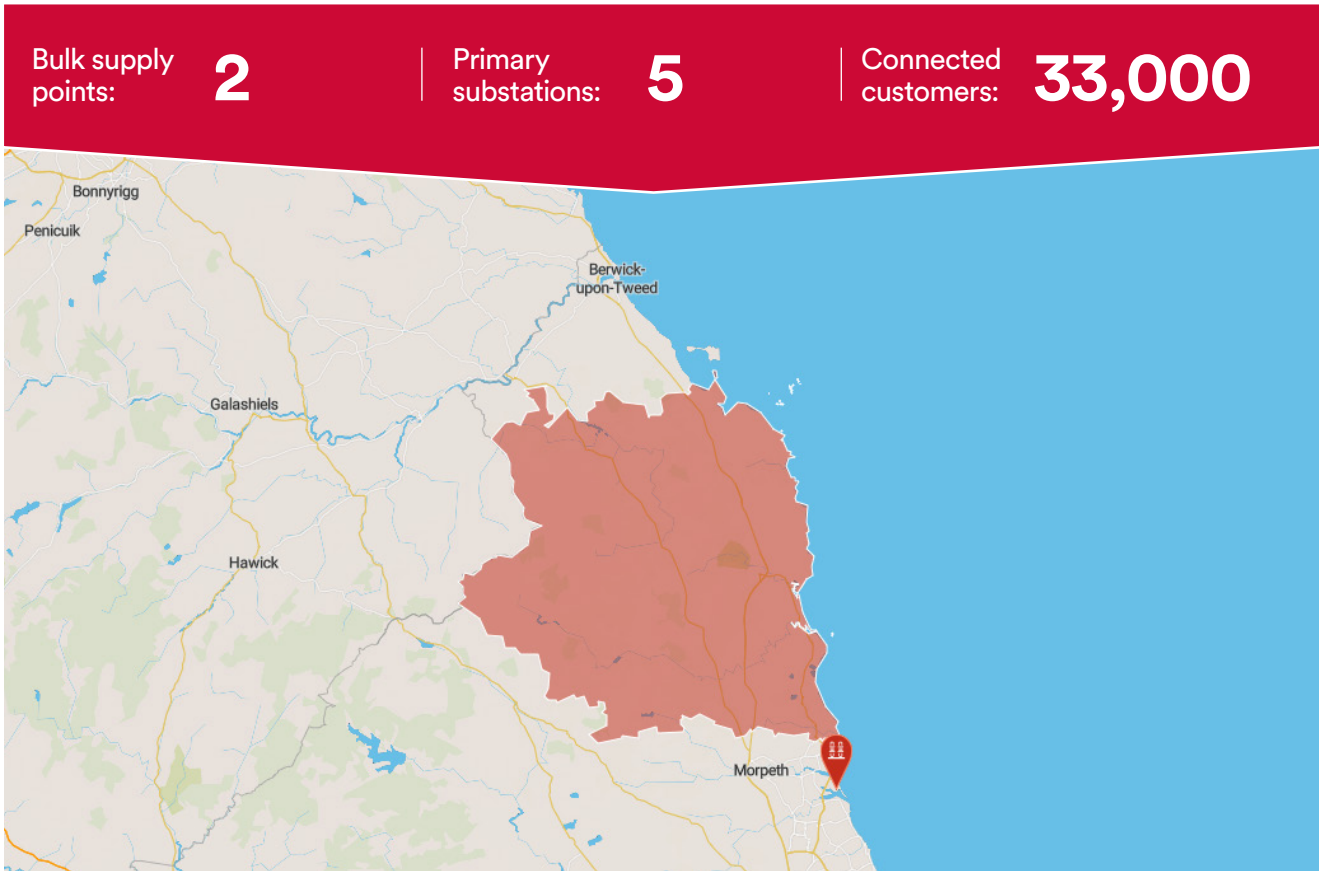 Bulk supply
points:
2
Primary
substations:
5
Connected
customers:
33,000
Bonnyrigg
Penicuik
Berwick-
upon-Tweed
Galashiels
Hawick
Morpeth